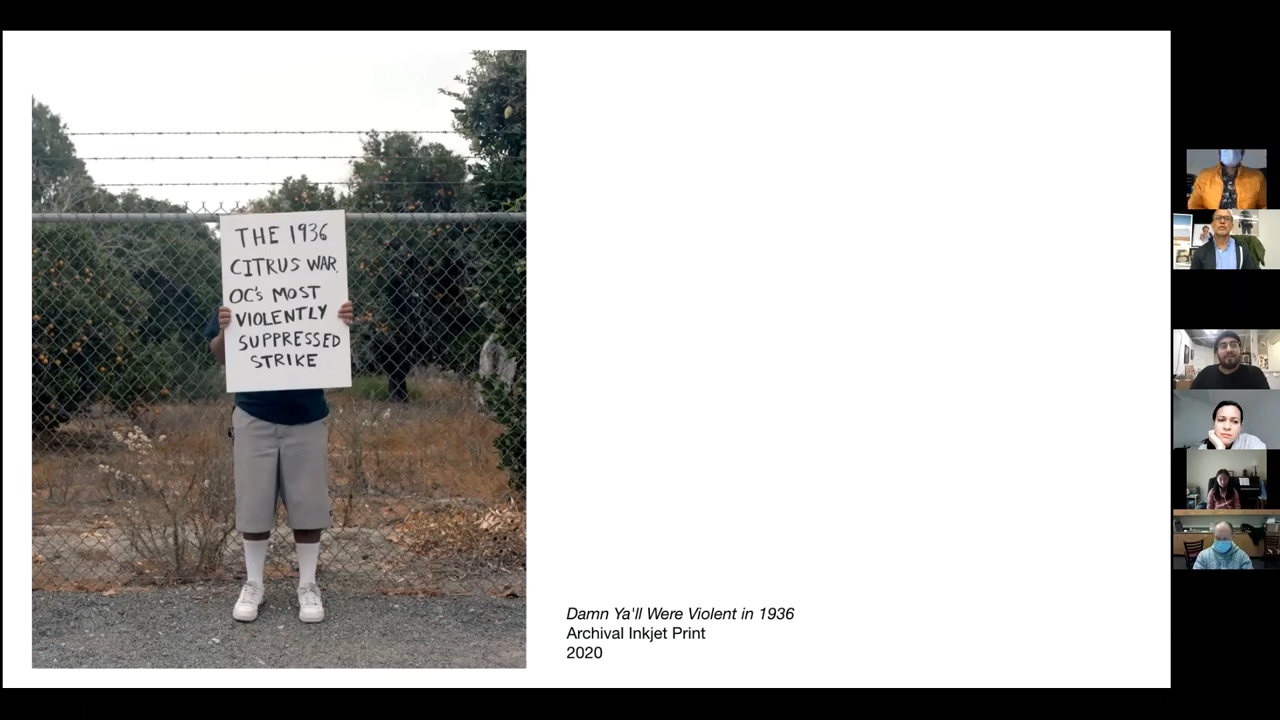 THE 1936
CITRUS WAR.
OC's MOST
VIOLENTLY
SUPPRESSED
STRIKE
Damn Ya'll Were Violent in 1936
Archival Inkjet Print
2020